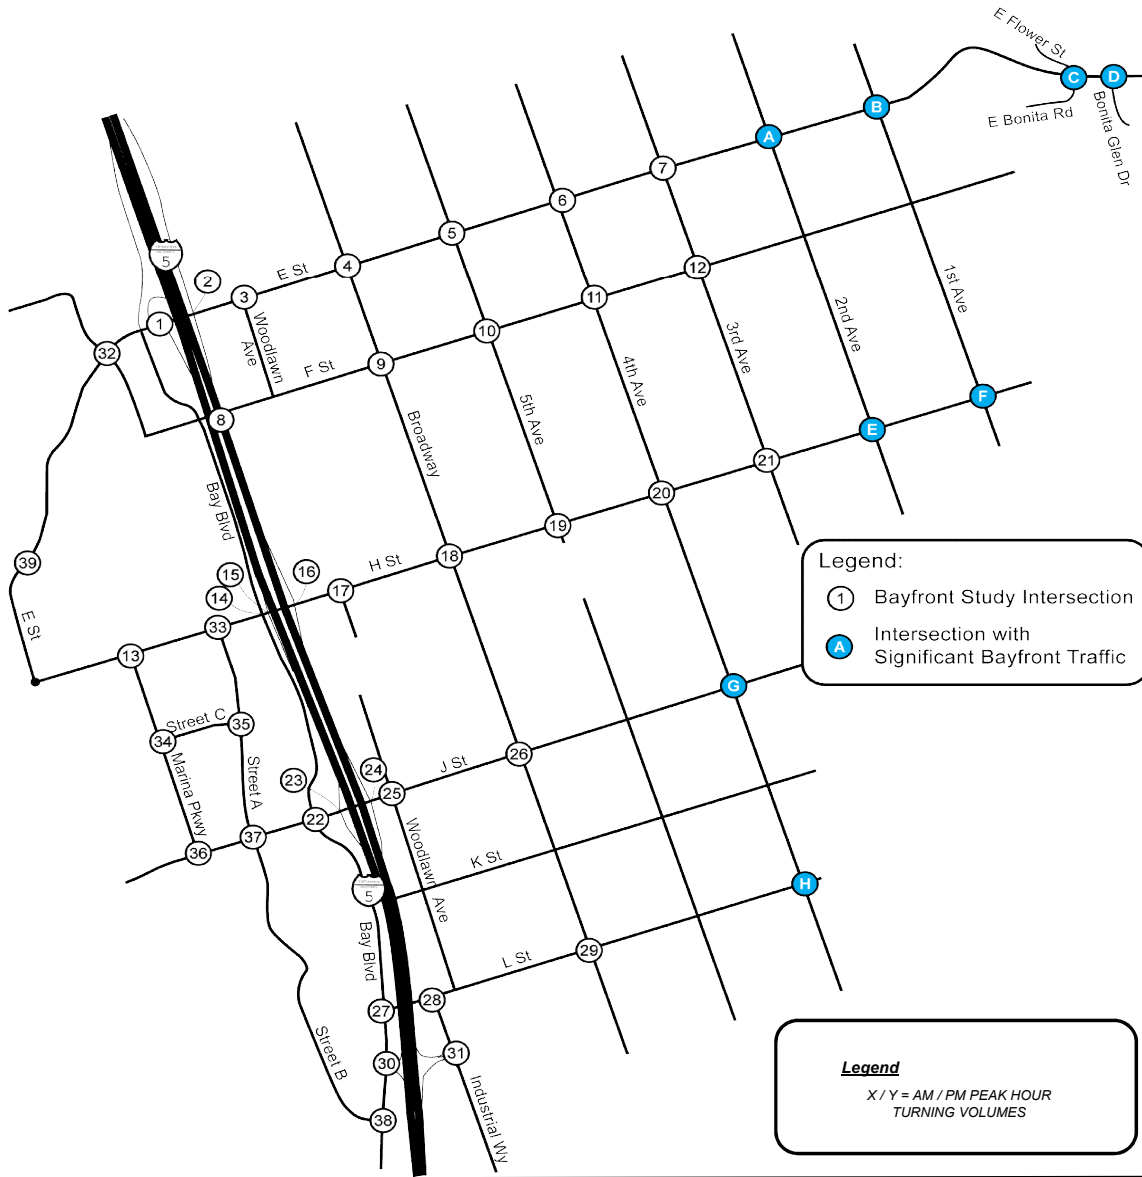 E Flower St
C
D
B
E Bonita Rd
Bonita Glen Dr
A
7
6
5
5
4
12
2
E St
3
11
1st Ave
1
Woodlawn
Ave
10
2nd Ave
3rd Ave
32
F St
9
4th Ave
8
5th Ave
F
Broadway
E
21
Bay Blvd
20
19
39
18
Legend:
1 Bayfront Study Intersection
A Intersection with
Significant Bayfront Traffic
H St
15
16
14
17
E St
33
13
G
Street C
35
34
26
J St
24
23
Marina Pkwy
Street A
25
22
37
36
Woodlawn
Ave
K St
5
H
Bay Blvd
L St
29
28
27
Street B
31
30
Industrial Wy
38
Legend
X / Y = AM / PM PEAK HOUR
TURNING VOLUMES